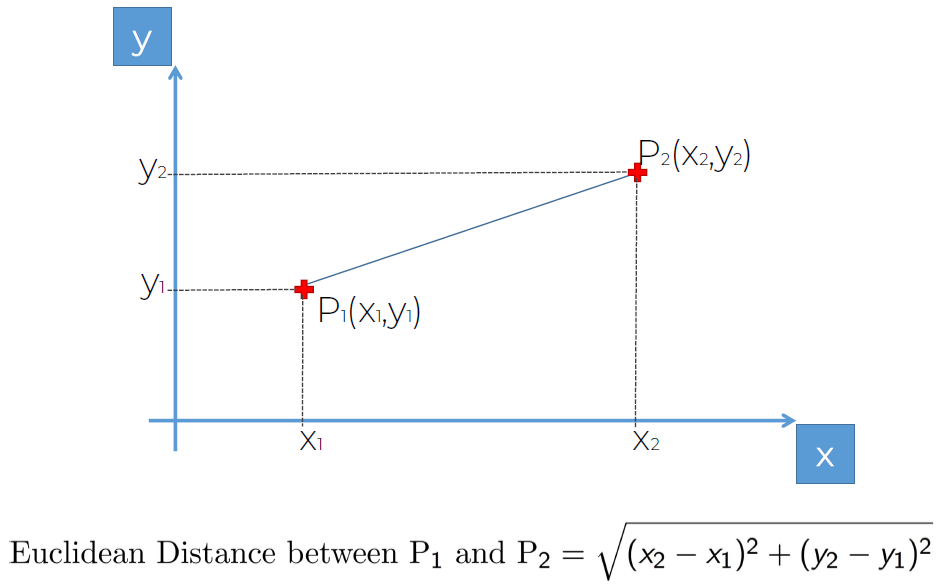 y
y₂
P₂(x₂,y₂)
y₁
P₁(x₁,y₁)
x₁
x₂
x
Euclidean Distance between P₁ and P₂ = √(x₂ − x₁)² + (y₂ − y₁)²